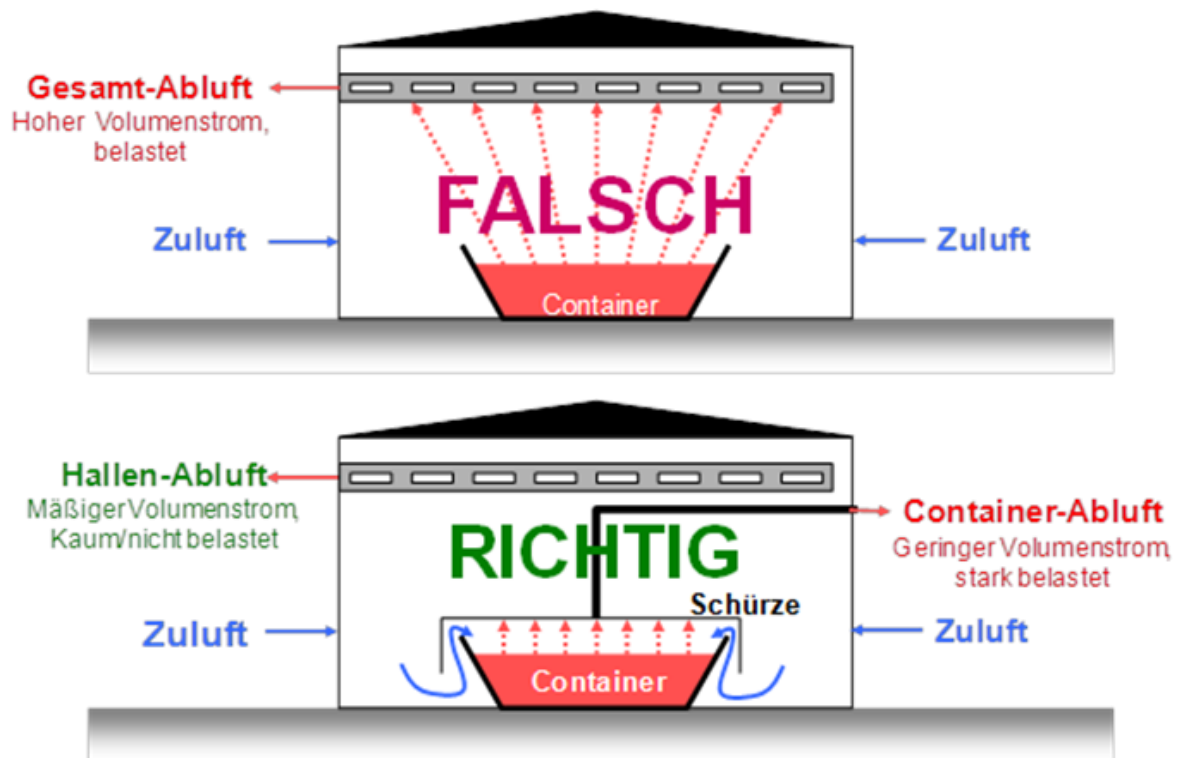 Gesamt-Abluft
Hoher Volumenstrom,
belastet
FALSCH
Zuluft
Zuluft
Container
Hallen-Abluft
Mäßiger Volumenstrom,
Kaum/nicht belastet
RICHTIG
Container-Abluft
Geringer Volumenstrom,
stark belastet
Schürze
Zuluft
Zuluft
Container